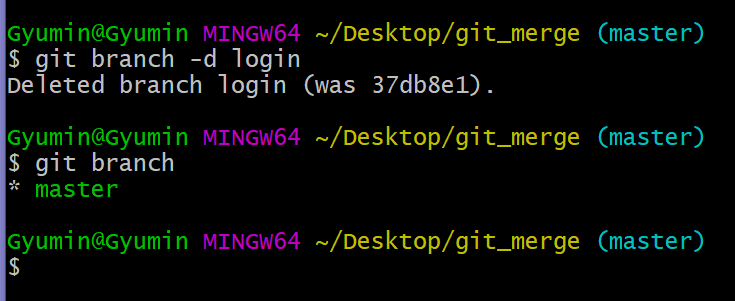 Gyumin@Gyumin MINGW64 ~/Desktop/git_merge (master)
$ git branch -d login
Deleted branch login (was 37db8e1).
Gyumin@Gyumin MINGW64 ~/Desktop/git_merge (master)
$ git branch
* master
Gyumin@Gyumin MINGW64 ~/Desktop/git_merge (master)
$